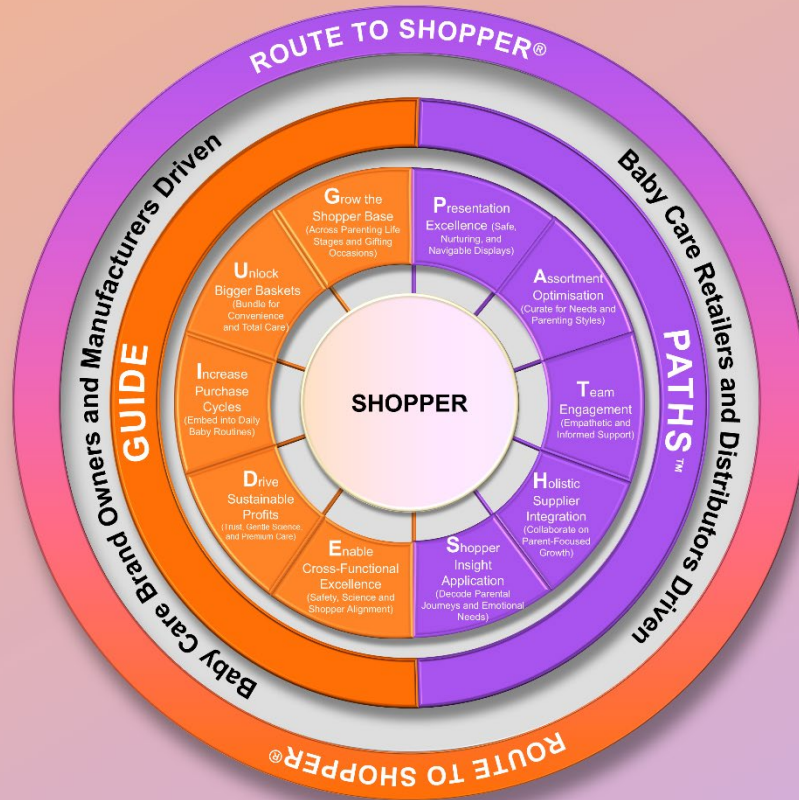 ROUTE TO SHOPPER®
Baby Care Brand Owners and Manufacturers Driven
Baby Care Retailers and Distributors Driven
GUIDE
PATHS™
Grow the
Shopper Base
(Across Parenting Life
Stages and Gifting
Occasions)
Unlock
Bigger Baskets
(Bundle for
Convenience
and Total Care)
Increase
Purchase
Cycles
(Embed into Daily
Baby Routines)
Drive
Sustainable
Profits
(Trust, Gentle Science,
and Premium Care)
Enable
Cross-Functional
Excellence
(Safety, Science and
Shopper Alignment)
Presentation
Excellence (Safe,
Nurturing, and
Navigable Displays)
Assortment
Optimisation
(Curate for Needs and
Parenting Styles)
Team
Engagement
(Empathetic and
Informed Support)
Holistic
Supplier
Integration
(Collaborate on
Parent-Focused
Growth)
Shopper
Insight
Application
(Decode Parental
Journeys and Emotional
Needs)
SHOPPER
ROUTE TO SHOPPER®